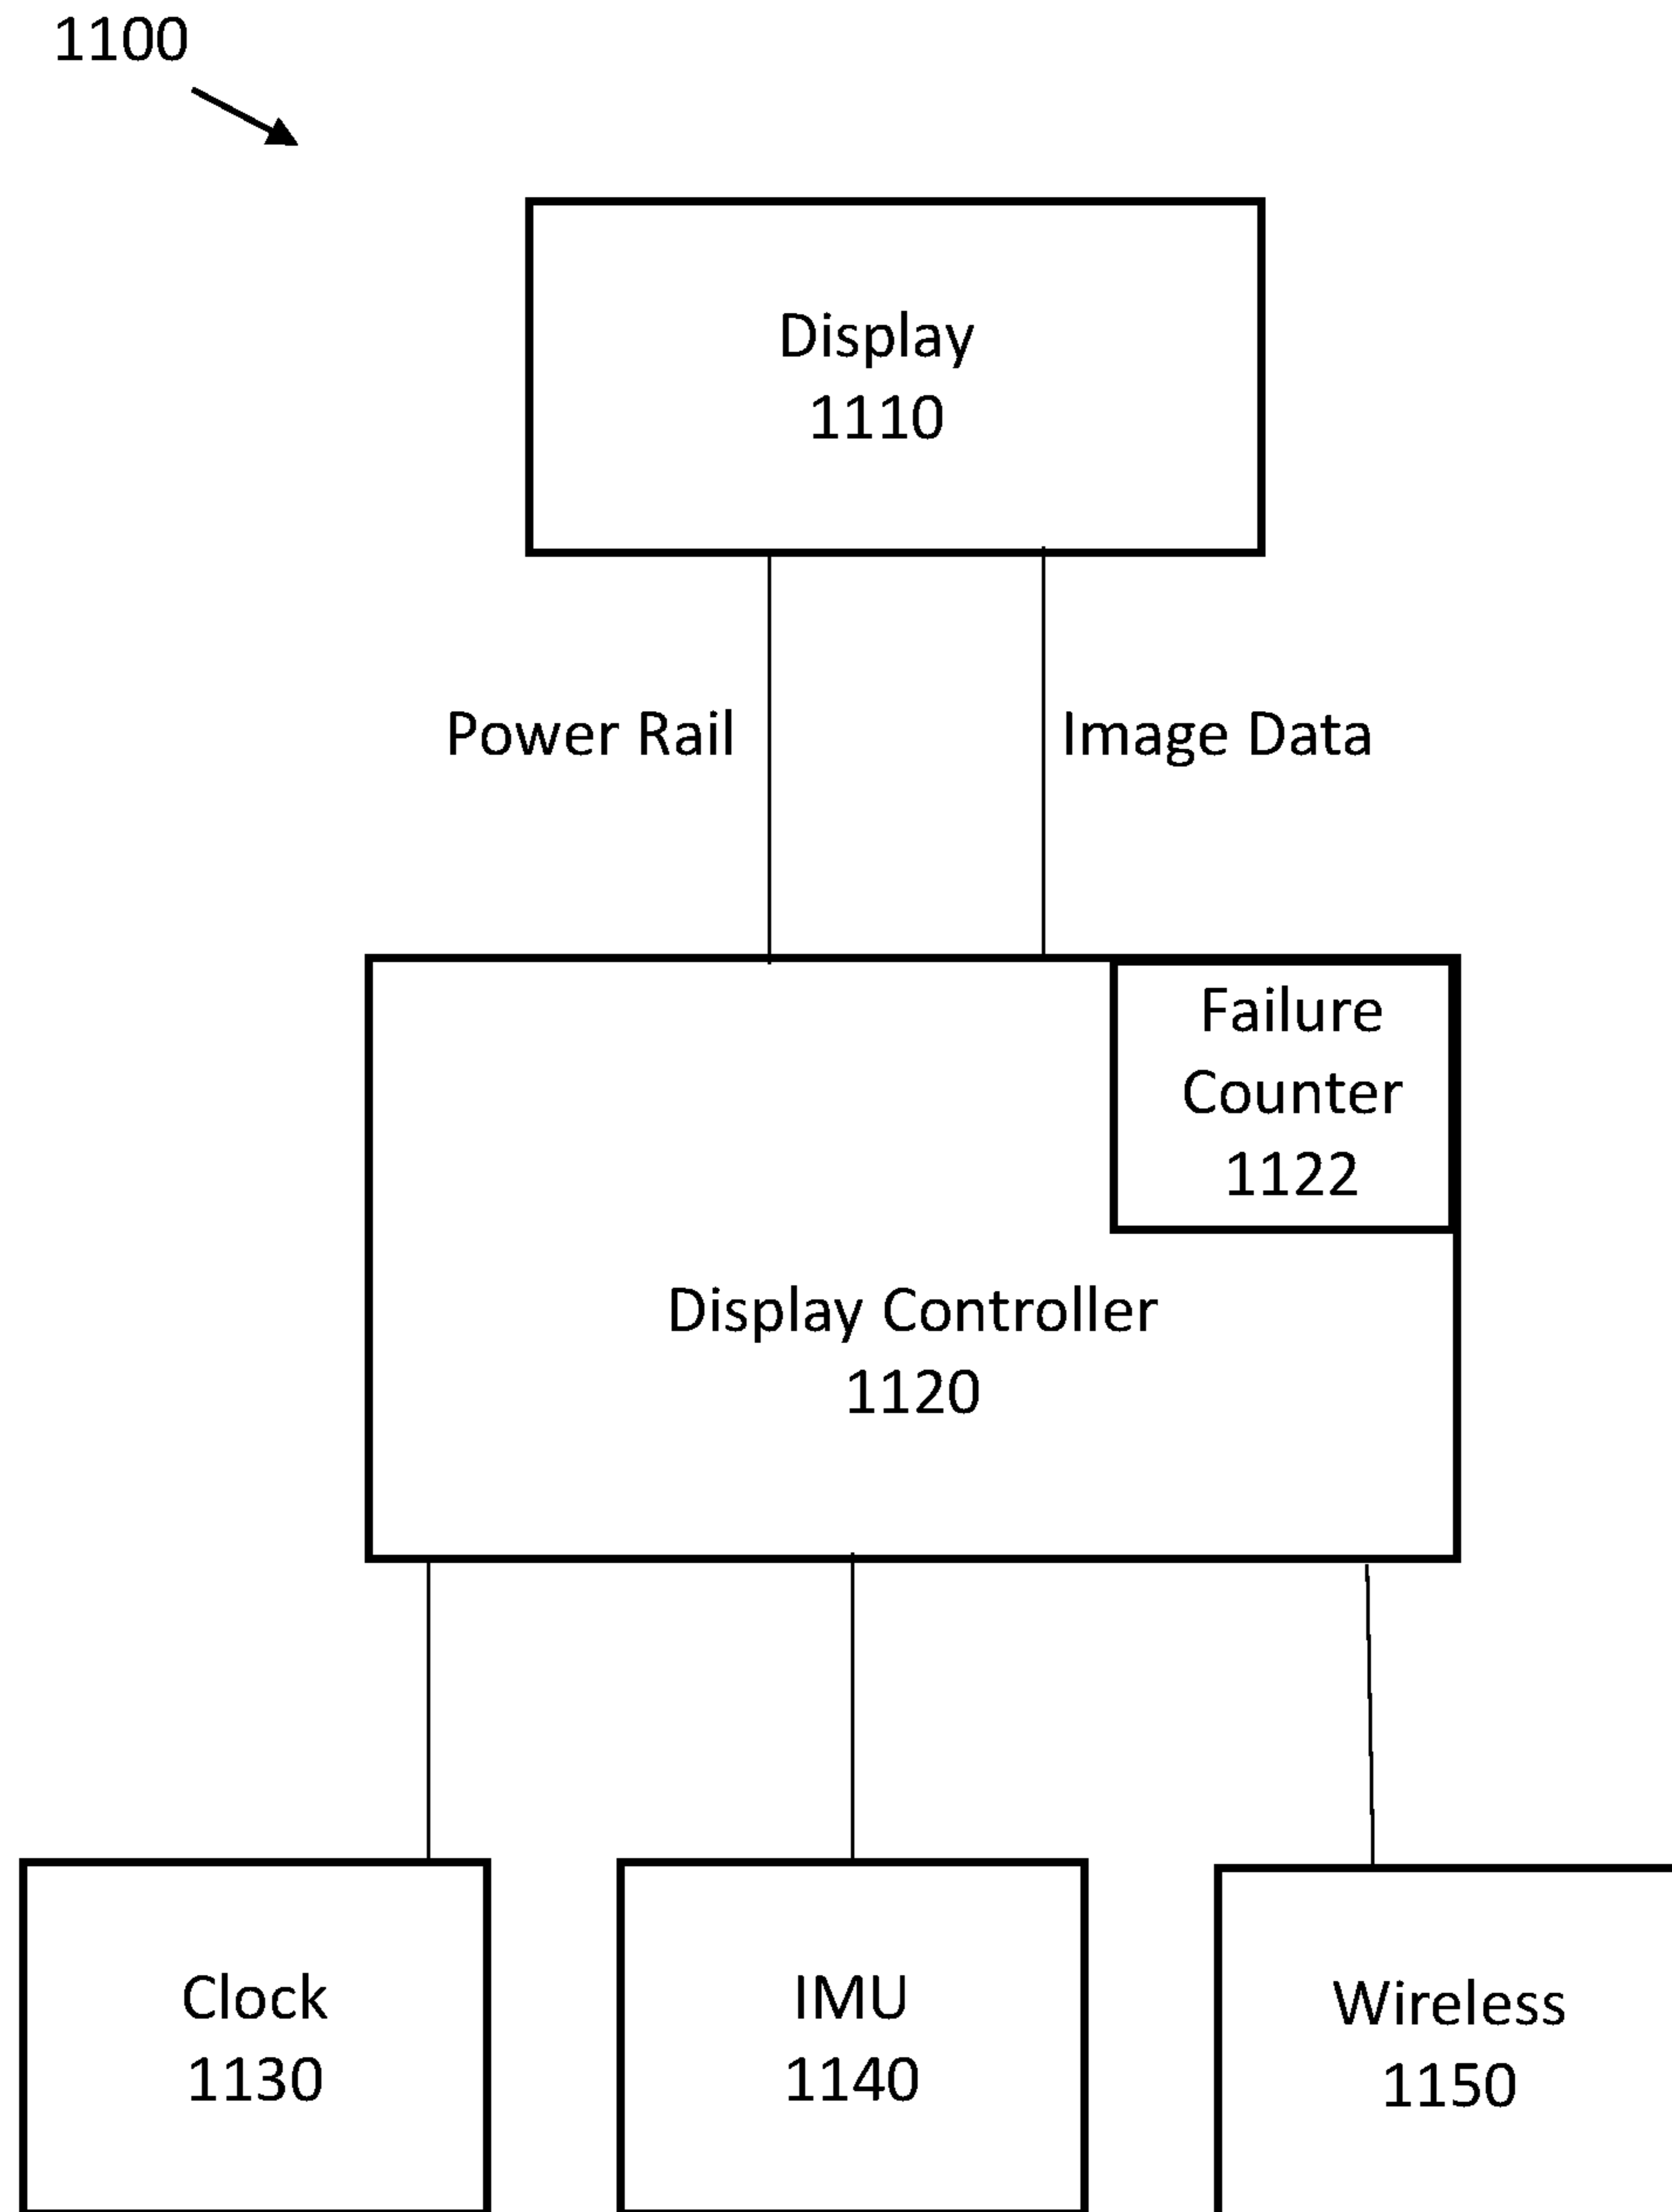 1100
Display
1110
Power Rail
Image Data
Failure
Counter
1122
Display Controller
1120
Clock
1130
IMU
1140
Wireless
1150